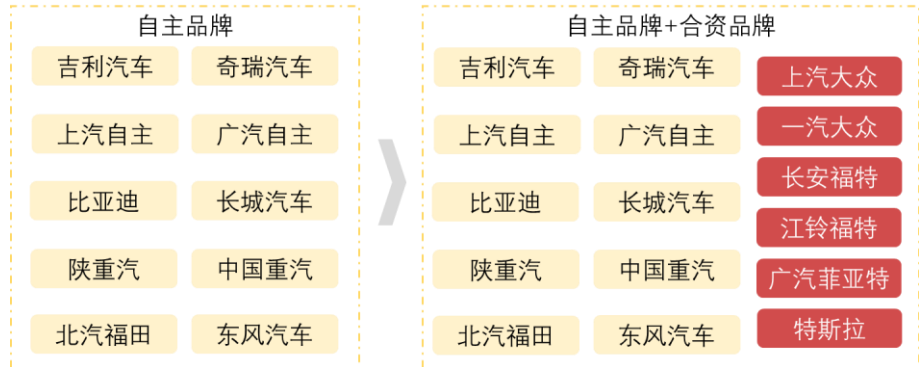 自主品牌
吉利汽车 奇瑞汽车
上汽自主 广汽自主
比亚迪 长城汽车
陕重汽 中国重汽
北汽福田 东风汽车
自主品牌+合资品牌
吉利汽车 奇瑞汽车
上汽自主 广汽自主
比亚迪 长城汽车
陕重汽 中国重汽
北汽福田 东风汽车
上汽大众
一汽大众
长安福特
江铃福特
广汽菲亚特
特斯拉